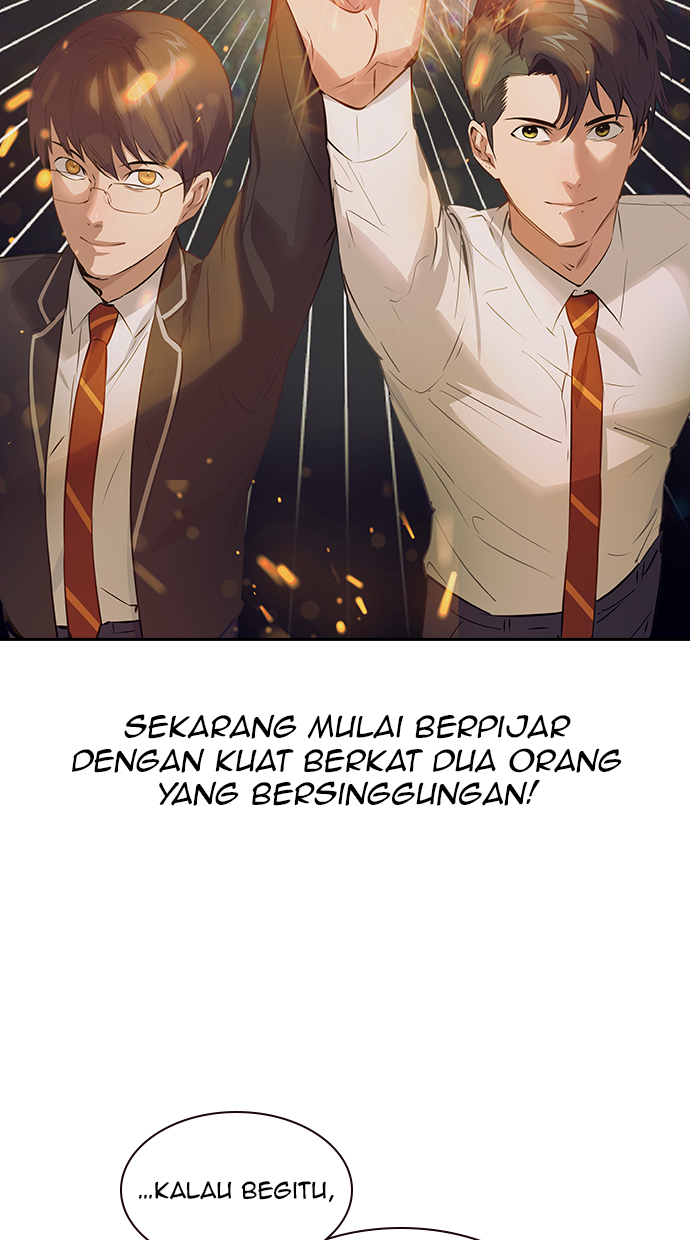 SEKARANG MULAI BERPIJAR
DENGAN KUAT BERKAT DUA ORANG
YANG BERSINGGUNGAN!
...KALAU BEGITU,